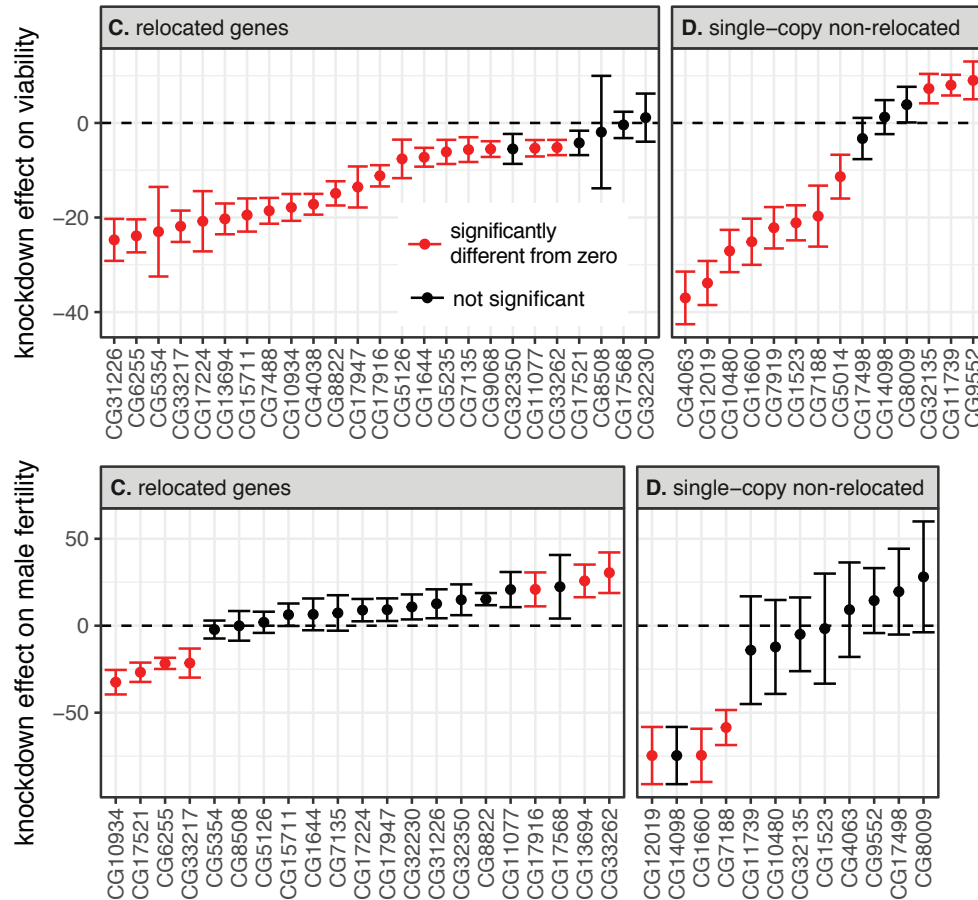 C. relocated genes
D. single-copy non-relocated
knockdown effect on viability
0
-20
-40
significantly
different from zero
not significant
CG31226
CG6255
CG5354
CG33217
CG17224
CG13694
CG15711
CG7488
CG10934
CG4038
CG8822
CG17947
CG17916
CG5126
CG1644
CG5235
CG7135
CG9068
CG32350
CG11077
CG33262
CG17521
CG8508
CG17568
CG32230
CG4063
CG12019
CG10480
CG1660
CG7919
CG1523
CG7188
CG5014
CG17498
CG14098
CG8009
CG32135
CG11739
CG9552
C. relocated genes
D. single-copy non-relocated
knockdown effect on male fertility
50
0
-50
CG10934
CG17521
CG6255
CG33217
CG5354
CG8508
CG5126
CG15711
CG1644
CG7135
CG17224
CG17947
CG32230
CG31226
CG32350
CG8822
CG11077
CG17916
CG17568
CG13694
CG33262
CG12019
CG14098
CG1660
CG7188
CG11739
CG10480
CG32135
CG1523
CG4063
CG9552
CG17498
CG8009